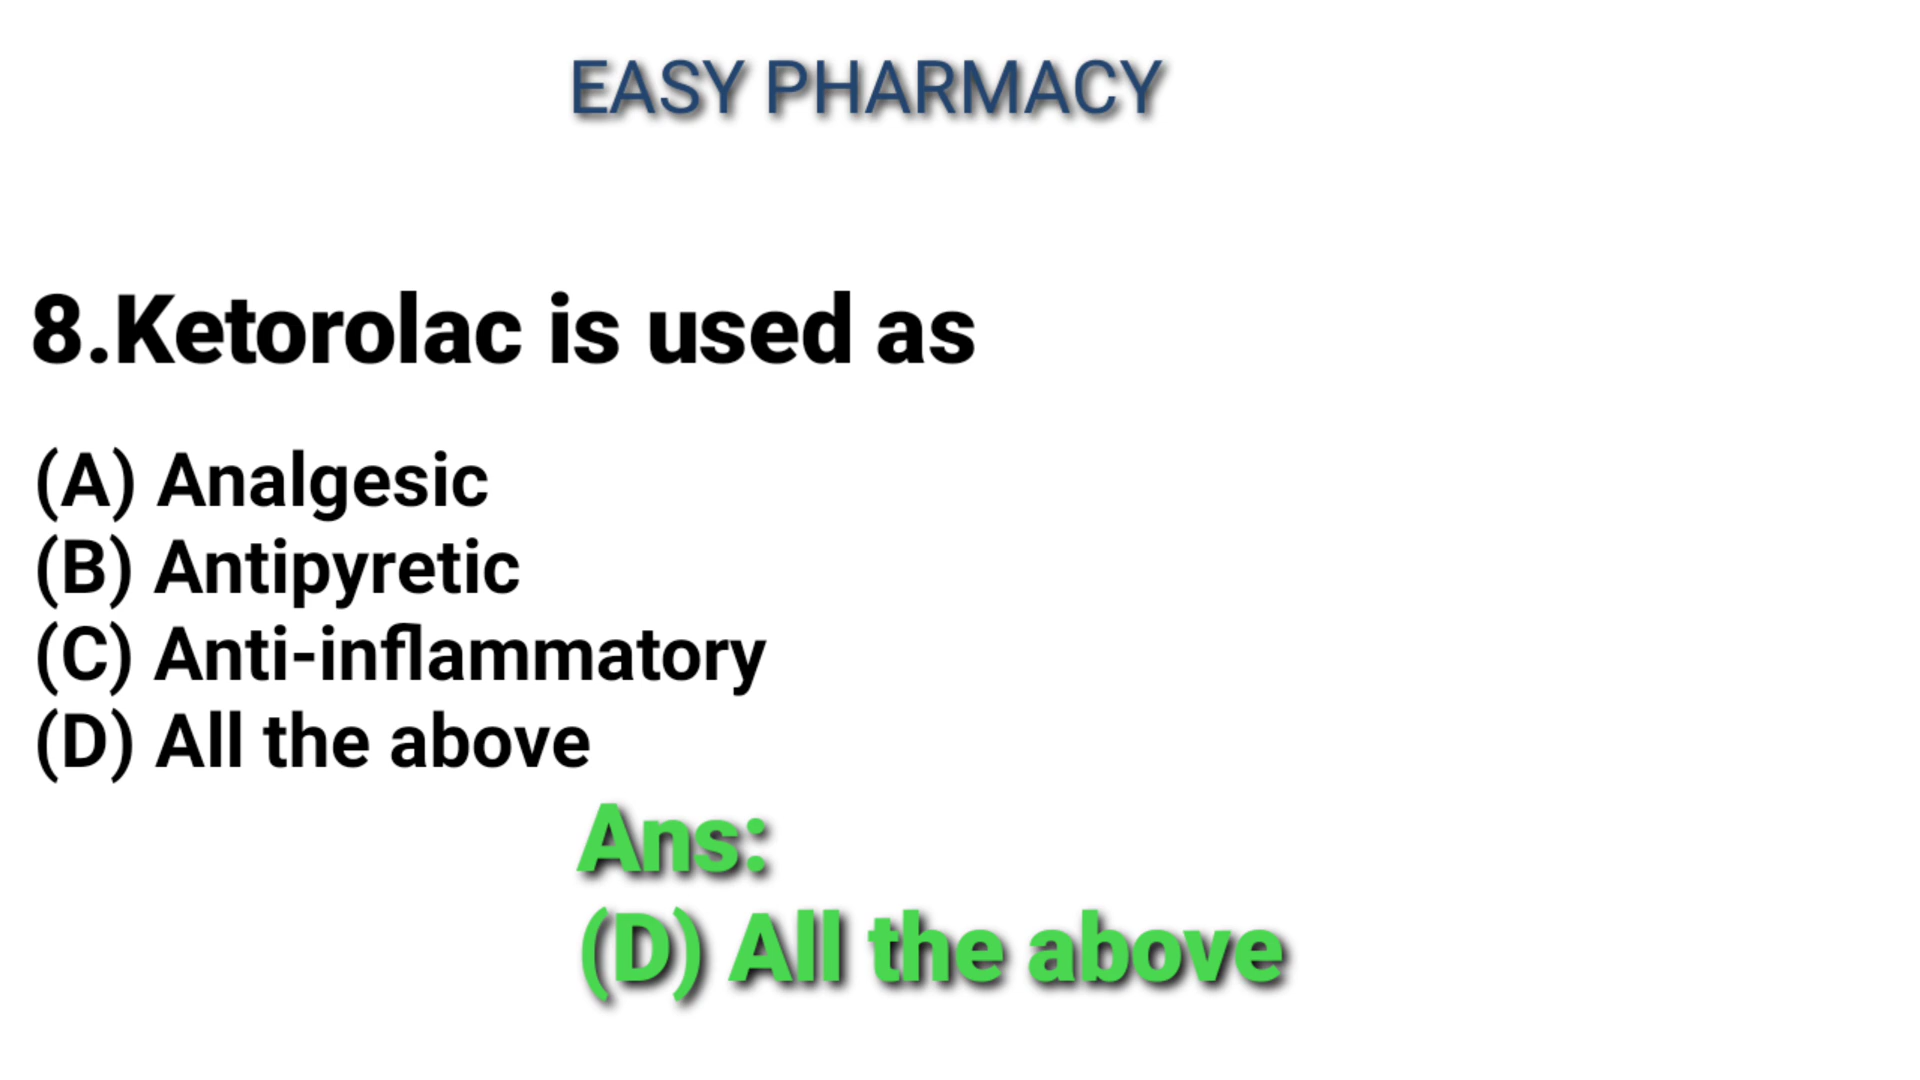 EASY PHARMACY
8.Ketorolac is used as
(A) Analgesic
(B) Antipyretic
(C) Anti-inflammatory
(D) All the above
Ans:
(D) All the above